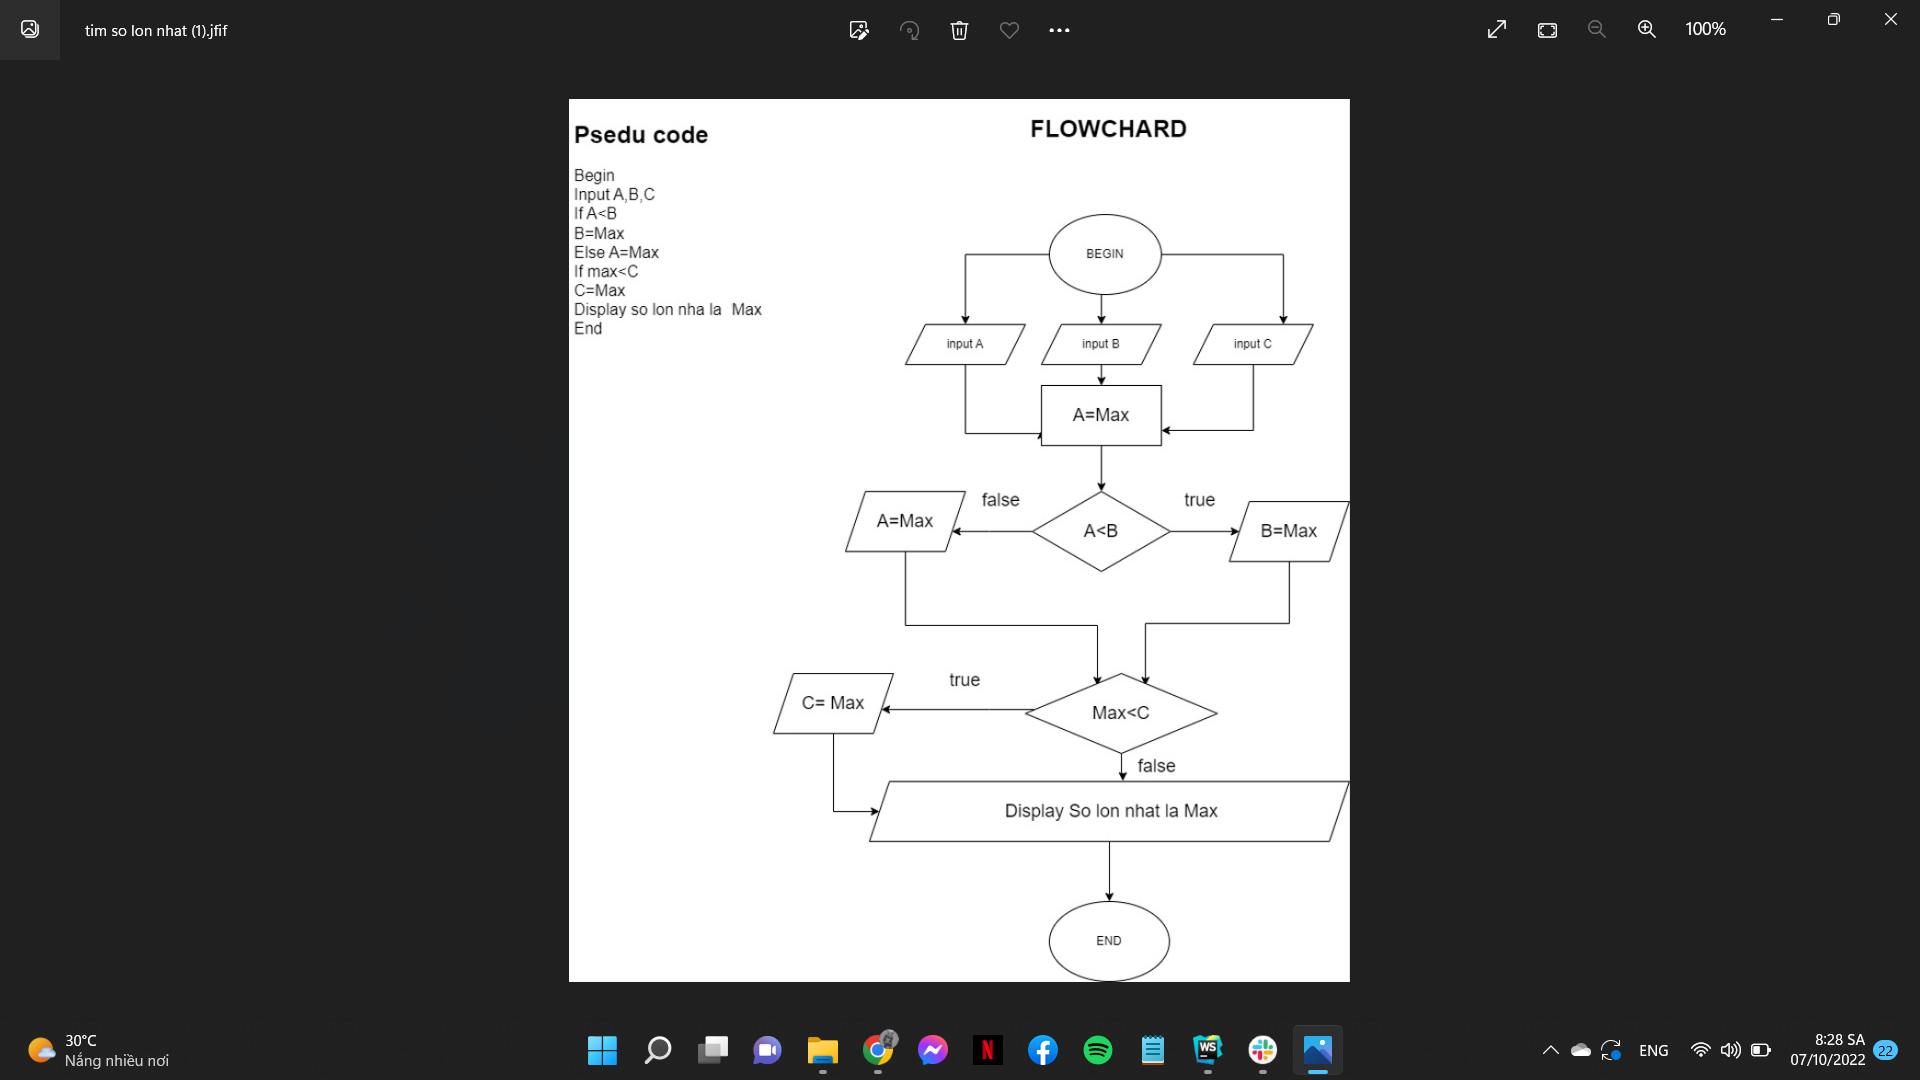 tim so lon nhat (1).jfif
100%
Psedu code
Begin
Input A,B,C
If A<B
B=Max
Else A=Max
If max<C
C=Max
Display so lon nha la  Max
End
FLOWCHARD
BEGIN
input A
input B
input C
A=Max
false
true
A=Max
A<B
B=Max
true
C= Max
Max<C
false
Display So lon nhat la Max
END
30°C
Nắng nhiều nơi
N
WS
ENG
8:28 SA
07/10/2022
22